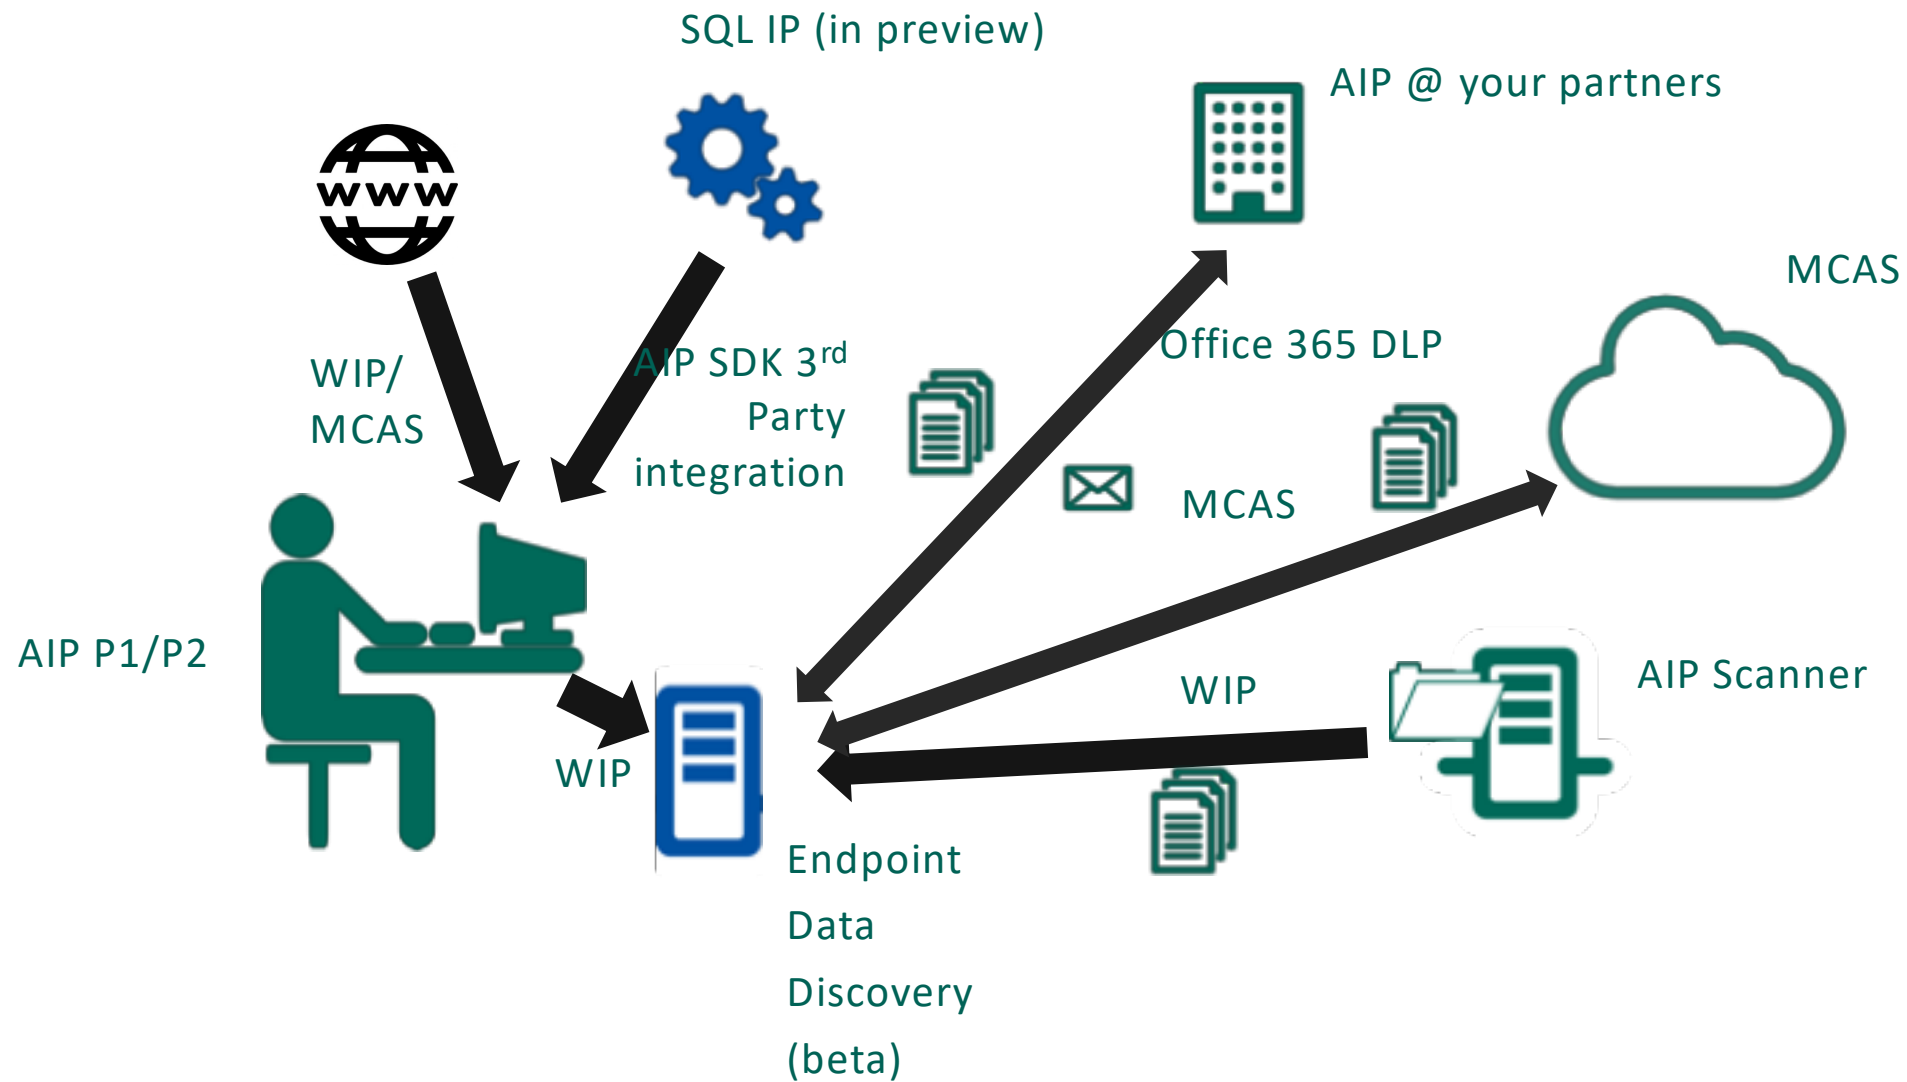 SQL IP (in preview)
AIP @ your partners
www
MCAS
WIP/
MCAS
AIP SDK 3rd
Party
integration
Office 365 DLP
MCAS
AIP P1/P2
WIP
WIP
AIP Scanner
Endpoint
Data
Discovery
(beta)